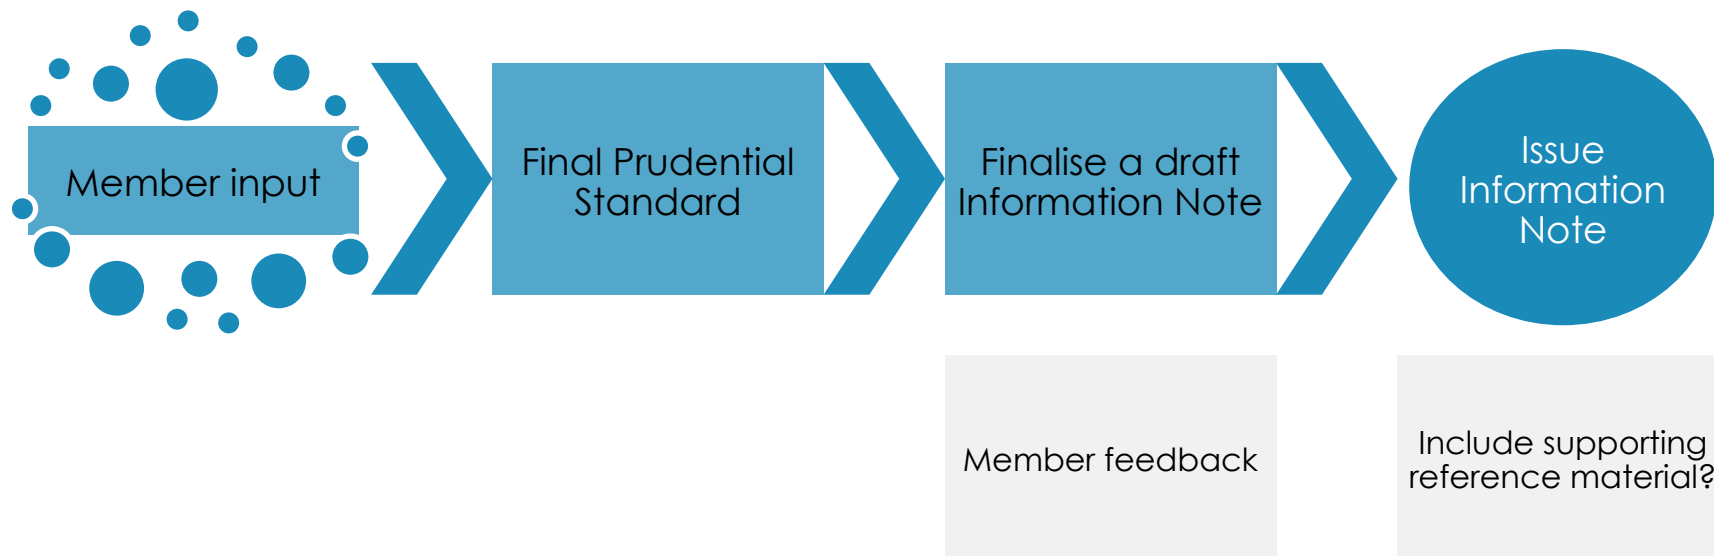 Member input
Final Prudential
Standard
Finalise a draft
Information Note
Issue
Information
Note
Member feedback
Include supporting
reference material?